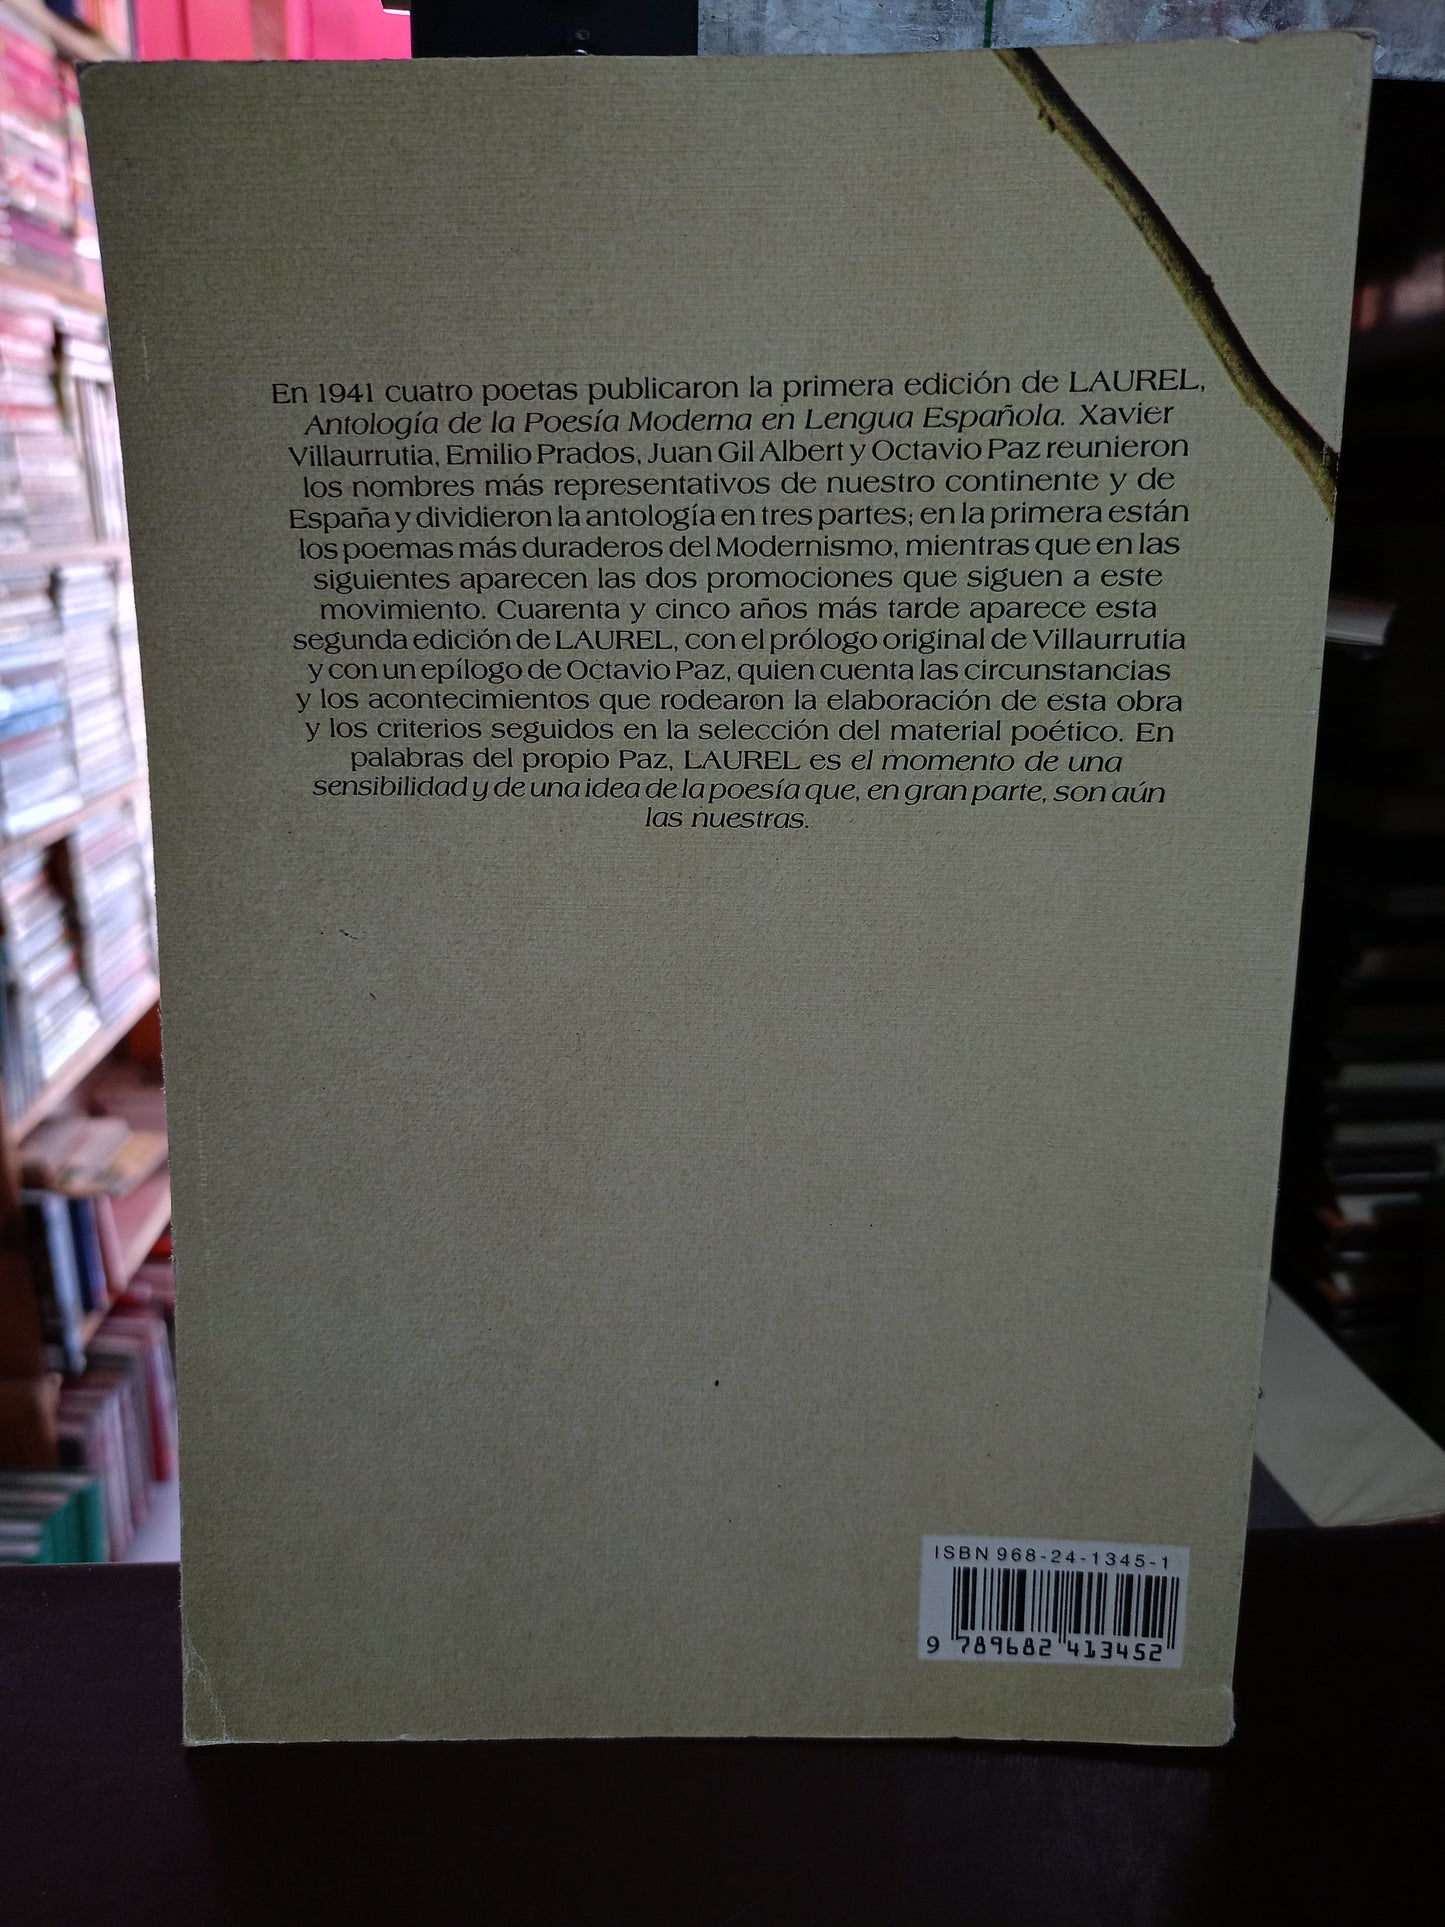 En 1941 cuatro poetas publicaron la primera edición de LAUREL,
Antología de la Poesía Moderna en Lengua Española. Xavier
Villaurrutia, Emilio Prados, Juan Gil Albert y Octavio Paz reunieron
los nombres más representativos de nuestro continente y de
España y dividieron la antología en tres partes; en la primera están
los poemas más duraderos del Modernismo, mientras que en las
siguientes aparecen las dos promociones que siguen a este
movimiento. Cuarenta y cinco años más tarde aparece esta
segunda edición de LAUREL, con el prólogo original de Villaurrutia
y con un epílogo de Octavio Paz, quien cuenta las circunstancias
y los acontecimientos que rodearon la elaboración de esta obra
y los criterios seguidos en la selección del material poético. En
palabras del propio Paz, LAUREL es el momento de una
sensibilidad y de una idea de la poesía que, en gran parte, son aún
las nuestras.
ISBN 968-24-1345-1
9 789682 413452